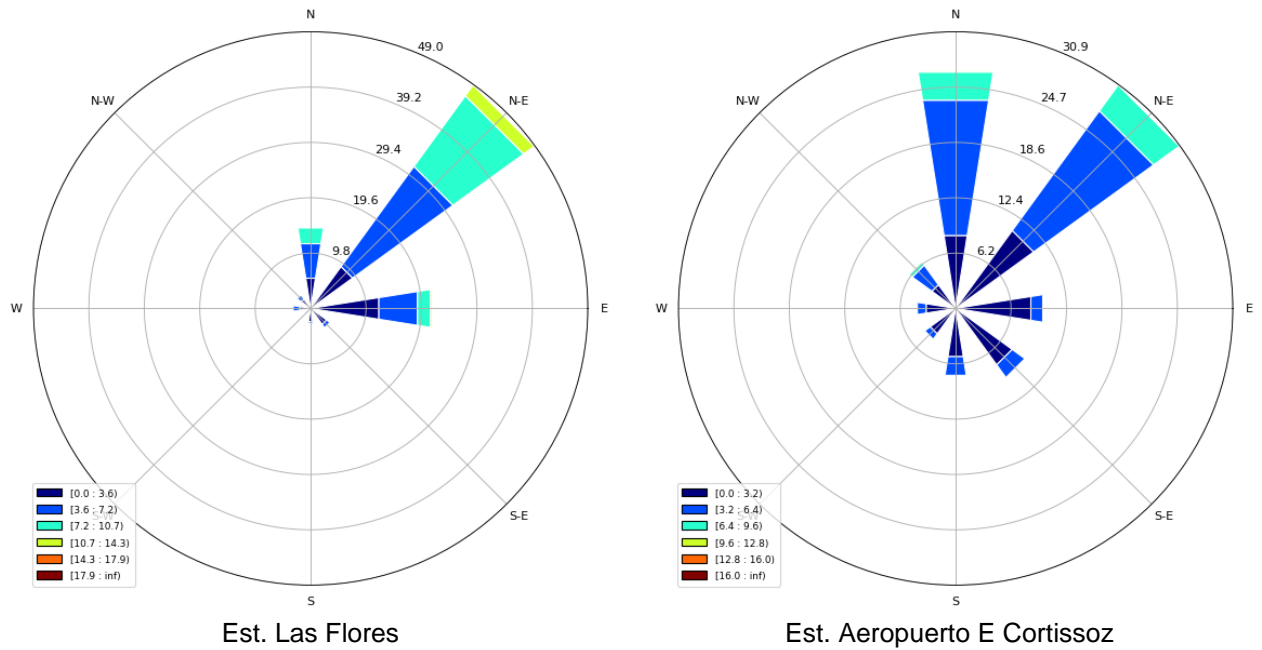 N
49.0
N-W
39.2
N-E
29.4
19.6
9.8
W
E
[0.0 : 3.6)
[3.6 : 7.2)
[7.2 : 10.7)
[10.7 : 14.3)
[14.3 : 17.9)
[17.9 : inf)
S-W
S-E
S
Est. Las Flores
N
30.9
N-W
24.7
N-E
18.6
12.4
6.2
W
E
[0.0 : 3.2)
[3.2 : 6.4)
[6.4 : 9.6)
[9.6 : 12.8)
[12.8 : 16.0)
[16.0 : inf)
S-W
S-E
S
Est. Aeropuerto E Cortissoz